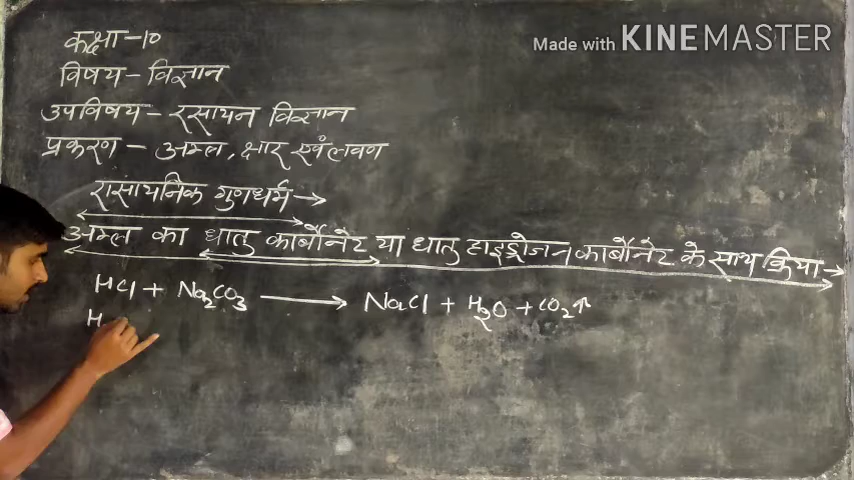 Made with KINEMASTER
कक्षा-10
विषय-विज्ञान
उपविषय-रसायन विज्ञान
प्रकरण- अम्ल, क्षार एवं लवण
रासायनिक गुणधर्म→
अम्ल का धातु कार्बोनेट या धातु हाइड्रोजन कार्बोनेट के साथ क्रिया→
HCl + Na₂CO₃ → NaCl + H₂O + CO₂↑
H